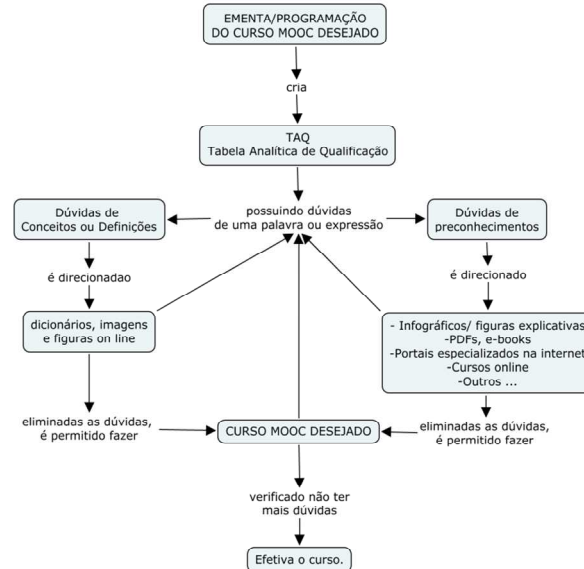 EMENTA/PROGRAMAÇÃO
DO CURSO MOOC DESEJADO
cria
TAQ
Tabela Analítica de Qualificação
Dúvidas de
Conceitos ou Definições
possuindo dúvidas
de uma palavra ou expressão
Dúvidas de
preconhecimentos
é direcionadao
é direcionado
dicionários, imagens
e figuras on line
- Infográficos/ figuras explicativas
-PDFs, e-books
-Portais especializados na internet
-Cursos online
-Outros ...
eliminadas as dúvidas,
é permitido fazer
CURSO MOOC DESEJADO
eliminadas as dúvidas,
é permitido fazer
verificado não ter
mais dúvidas
Efetiva o curso.